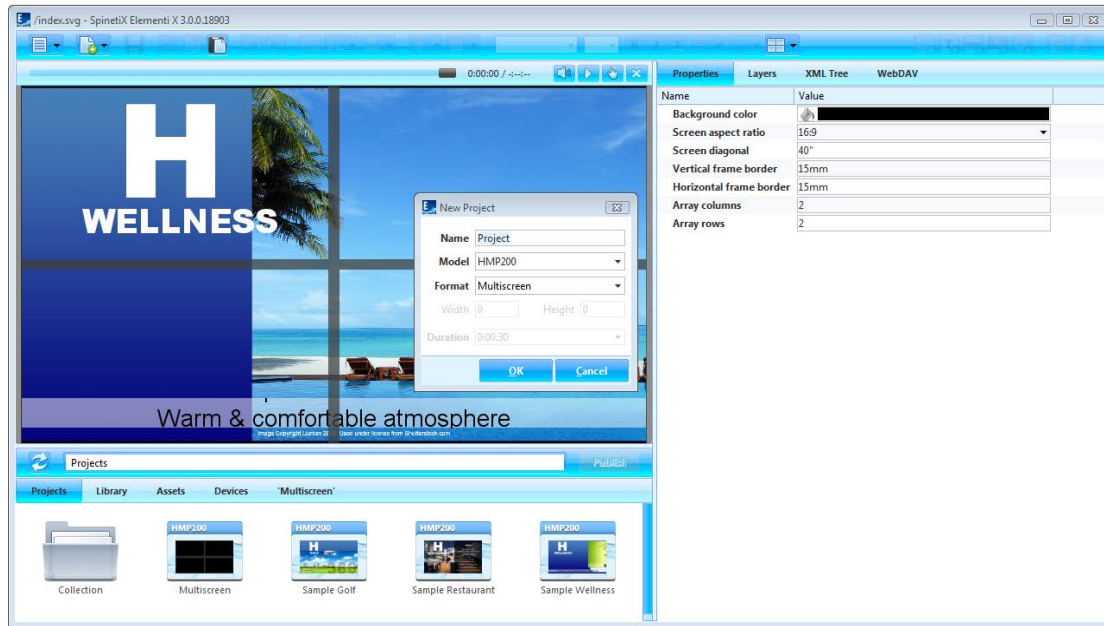 /index.svg - SpinetiX Elementi X 3.0.0.18903
0:00:00 / -:--:--
H
WELLNESS
Warm & comfortable atmosphere
New Project
Name Project
Model HMP200
Format Multiscreen
Width 0 Height 0
Duration 0:00:30
OK Cancel
Properties Layers XML Tree WebDAV
Name Value
Background color
Screen aspect ratio 16:9
Screen diagonal 40"
Vertical frame border 15mm
Horizontal frame border 15mm
Array columns 2
Array rows 2
Projects Publish
Projects Library Assets Devices 'Multiscreen'
HMP100 HMP200 HMP200 HMP200
Collection Multiscreen Sample Golf Sample Restaurant Sample Wellness